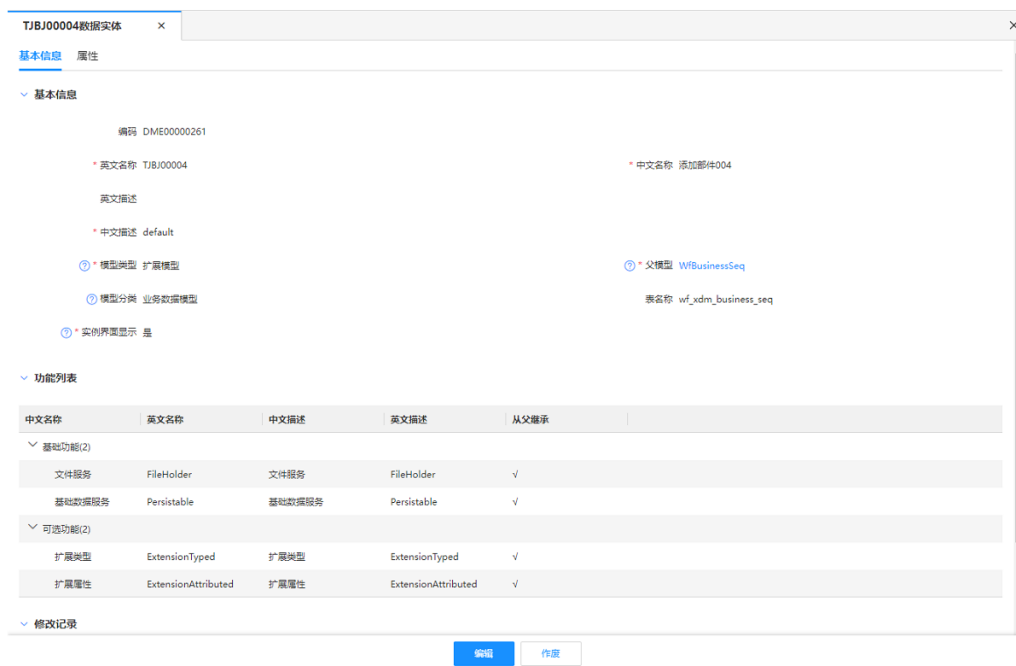 TJBJ00004数据实体
基本信息 属性
基本信息
编码 DME00000261
* 英文名称 TJBJ00004 * 中文名称 添加部件004
英文描述
* 中文描述 default
* 模型类型 扩展模型 * 父模型 WfBusinessSeq
模型分类 业务数据模型 表名称 wf_xdm_business_seq
* 实例界面显示 是
功能列表
中文名称 英文名称 中文描述 英文描述 从父继承
基础功能(2)
文件服务 FileHolder 文件服务 FileHolder √
基础数据服务 Persistable 基础数据服务 Persistable √
可选功能(2)
扩展类型 ExtensionTyped 扩展类型 ExtensionTyped √
扩展属性 ExtensionAttributed 扩展属性 ExtensionAttributed √
修改记录
编辑 作废